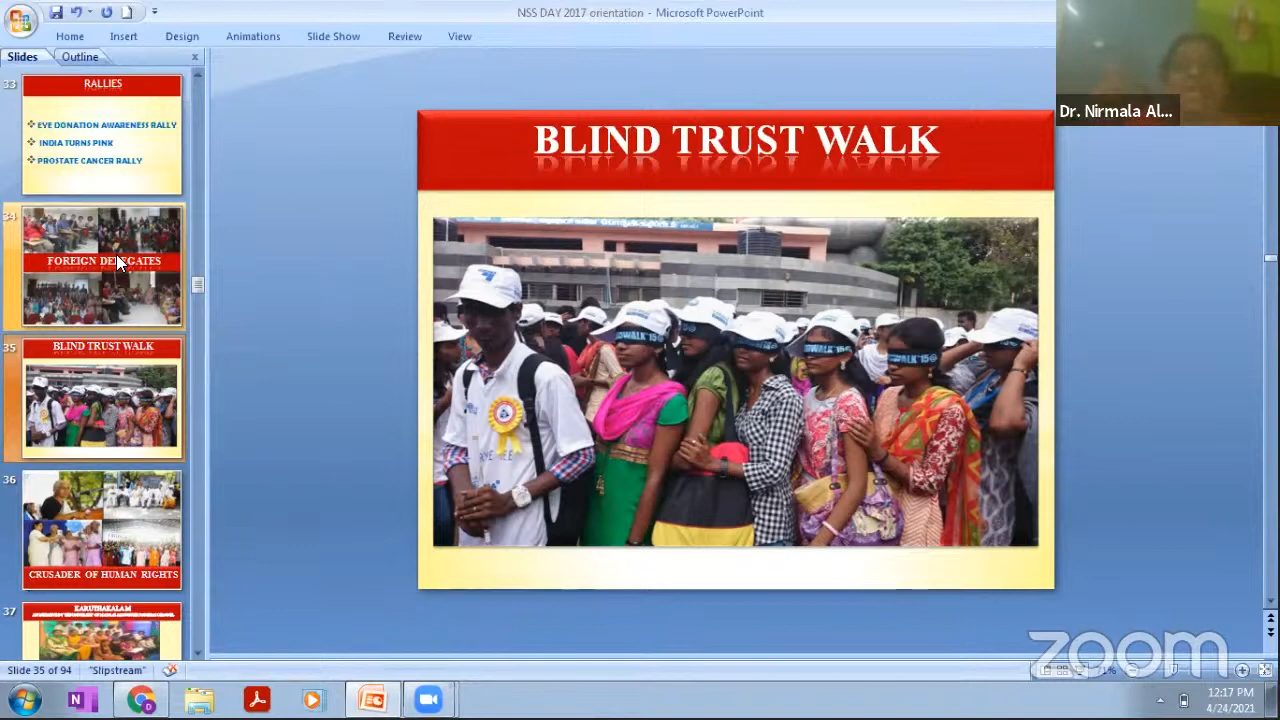 NSS DAY 2017 orientation - Microsoft PowerPoint
Home Insert Design Animations Slide Show Review View
Slides Outline x
Dr. Nirmala Al...
33
RALLIES
EYE DONATION AWARENESS RALLY
INDIA TURNS PINK
PROSTATE CANCER RALLY
34
FOREIGN DELEGATES
35
BLIND TRUST WALK
36
CRUSADER OF HUMAN RIGHTS
37
KARUTHAKALAM
BLIND TRUST WALK
DWALK'15@
zoom
Slide 35 of 94
"Slipstream"
12:17 PM
4/24/2021